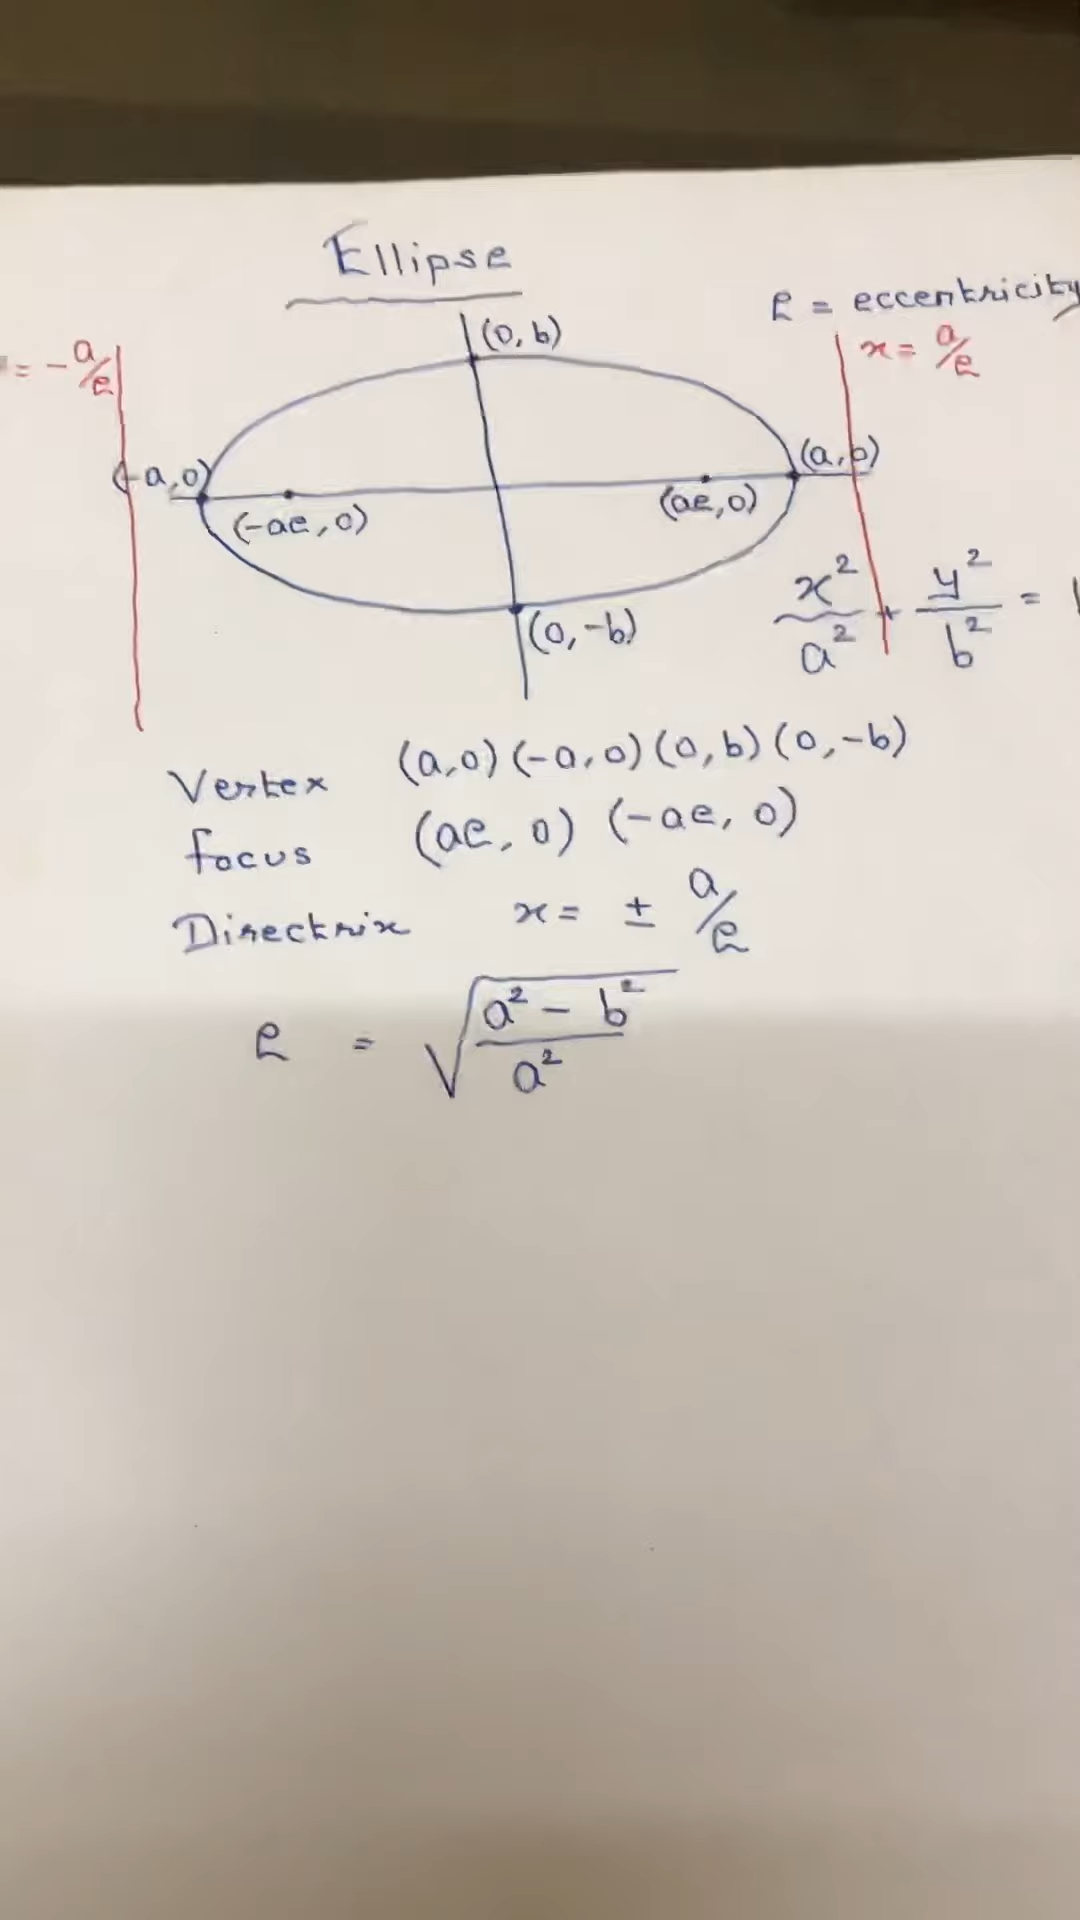 Ellipse
e = eccentricity
(0, b)
= -a/e
x = a/e
(-a, 0)
(a, 0)
(-ae, 0)
(ae, 0)
x²/a² + y²/b² = 1
(0, -b)
Vertex (a,0) (-a, 0) (0, b) (0, -b)
focus (ae, 0) (-ae, 0)
Directrix x = ± a/e
e = √((a² - b²)/a²)